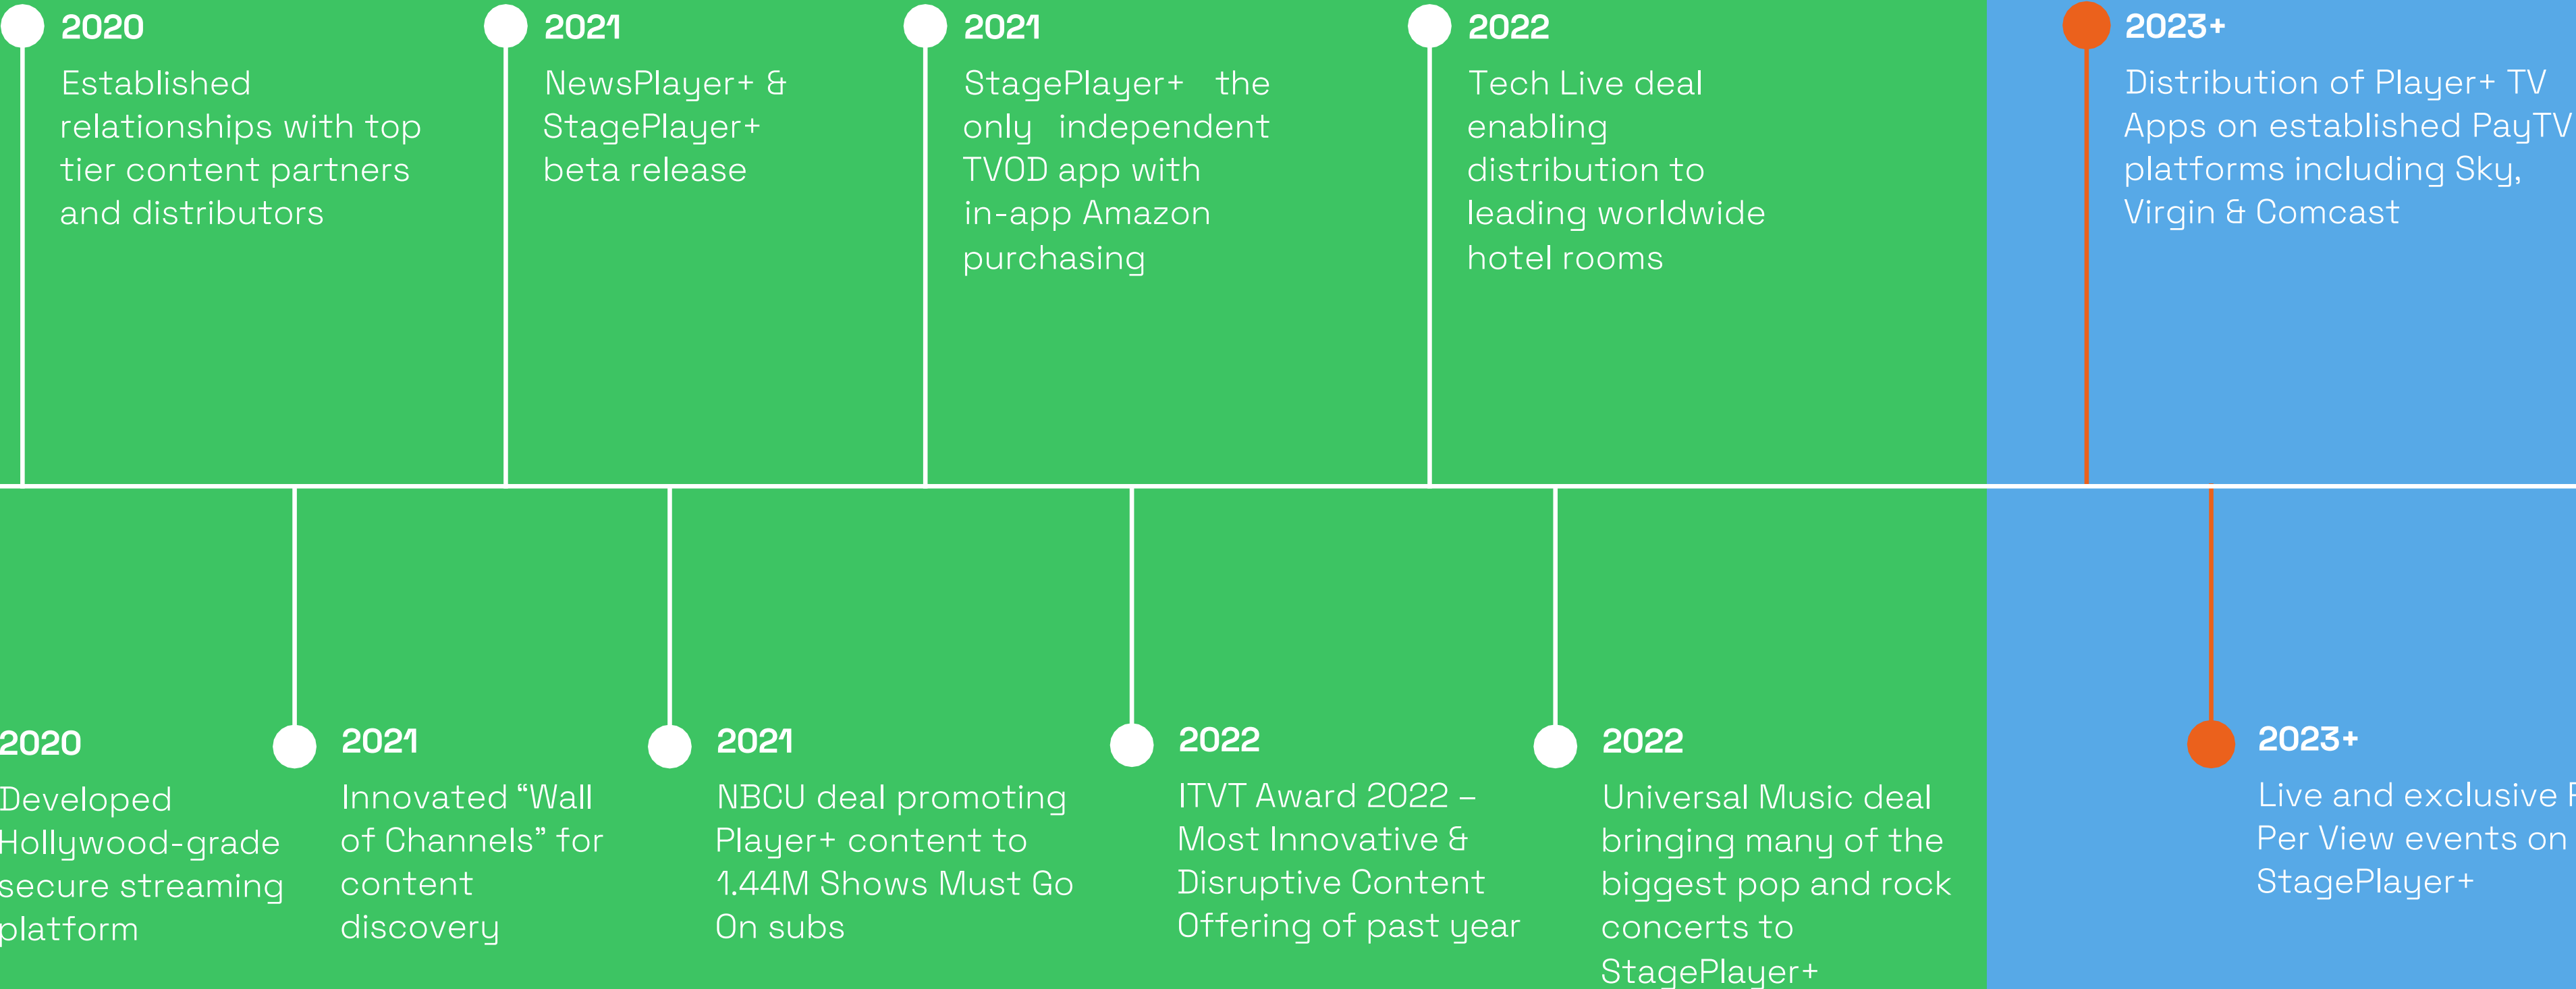 2020
Established
relationships with top
tier content partners
and distributors
2021
NewsPlayer+ &
StagePlayer+
beta release
2021
StagePlayer+ the
only independent
TVOD app with
in-app Amazon
purchasing
2022
Tech Live deal
enabling
distribution to
leading worldwide
hotel rooms
2023+
Distribution of Player+ TV
Apps on established PayTV
platforms including Sky,
Virgin & Comcast
2020
Developed
Hollywood-grade
secure streaming
platform
2021
Innovated “Wall
of Channels” for
content
discovery
2021
NBCU deal promoting
Player+ content to
1.44M Shows Must Go
On subs
2022
ITVT Award 2022 –
Most Innovative &
Disruptive Content
Offering of past year
2022
Universal Music deal
bringing many of the
biggest pop and rock
concerts to
StagePlayer+
2023+
Live and exclusive
Per View events on
StagePlayer+